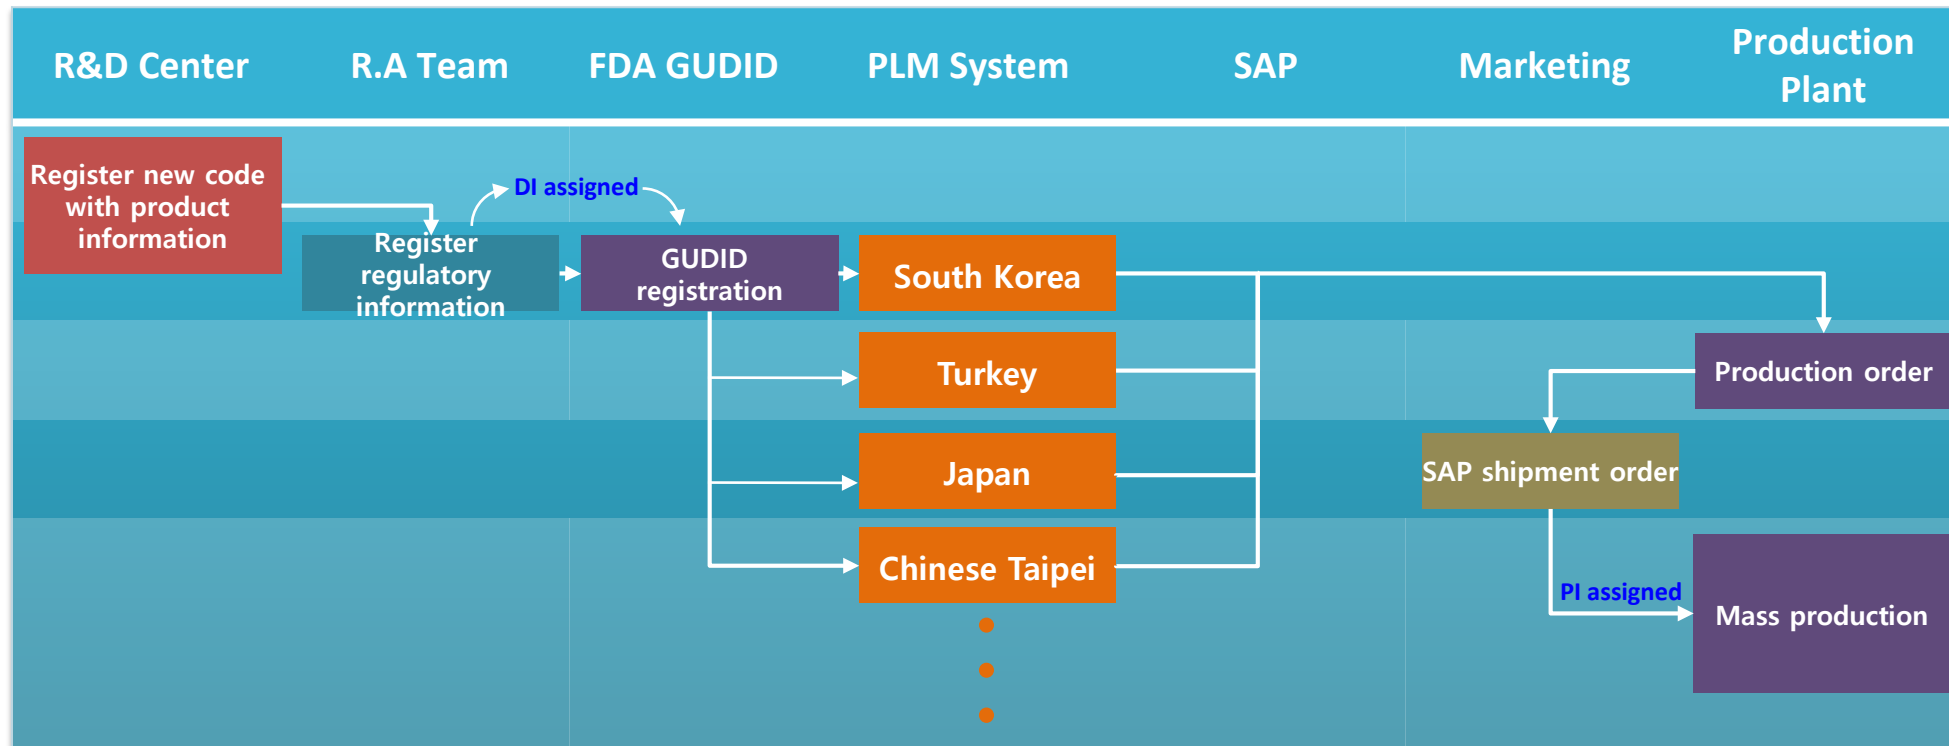 R&D Center
R.A Team
FDA GUDID
PLM System
SAP
Marketing
Production
Plant
Register new code
with product
information
DI assigned
Register
regulatory
information
GUDID
registration
South Korea
Turkey
Production order
Japan
SAP shipment order
Chinese Taipei
PI assigned
Mass production